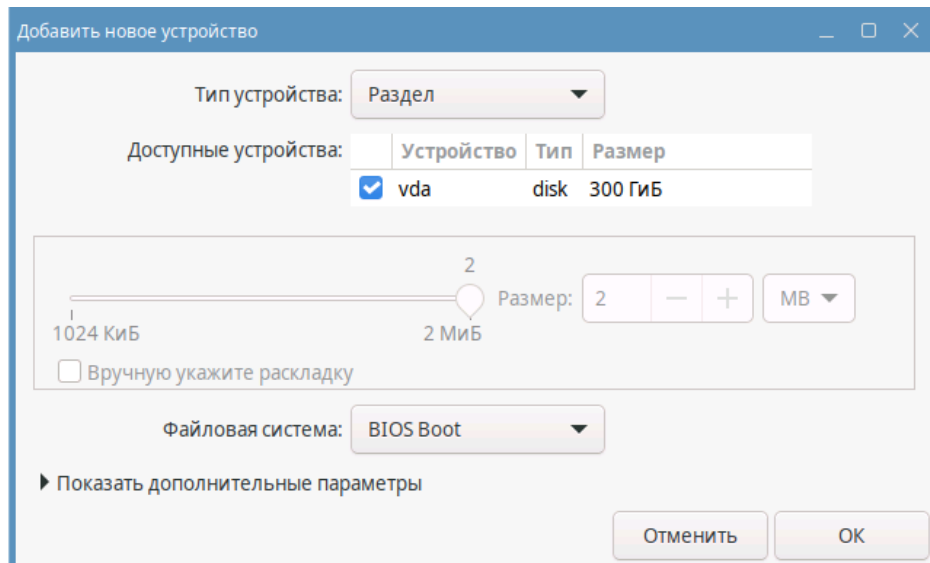 Добавить новое устройство
Тип устройства: Раздел
Доступные устройства: Устройство Тип Размер
vda disk 300 ГиБ
2
Размер: 2 MB
1024 КиБ 2 МиБ
Вручную укажите раскладку
Файловая система: BIOS Boot
Показать дополнительные параметры
Отменить ОК